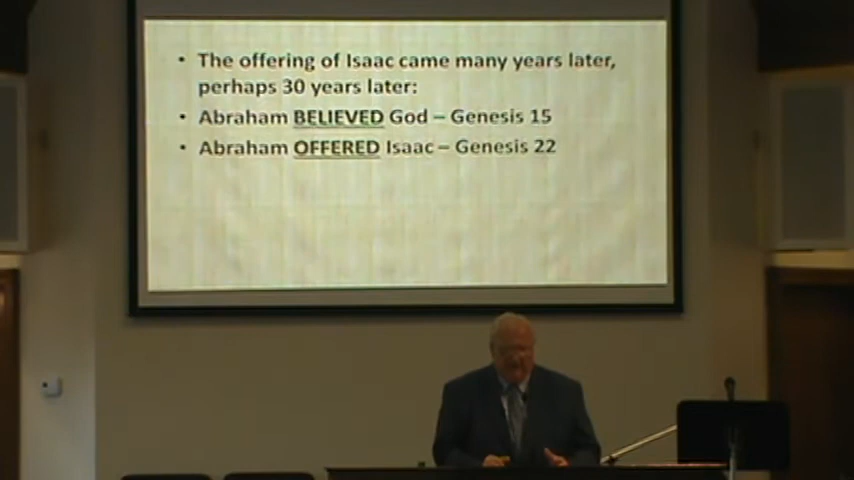 • The offering of Isaac came many years later,
perhaps 30 years later:
• Abraham BELIEVED God – Genesis 15
• Abraham OFFERED Isaac – Genesis 22